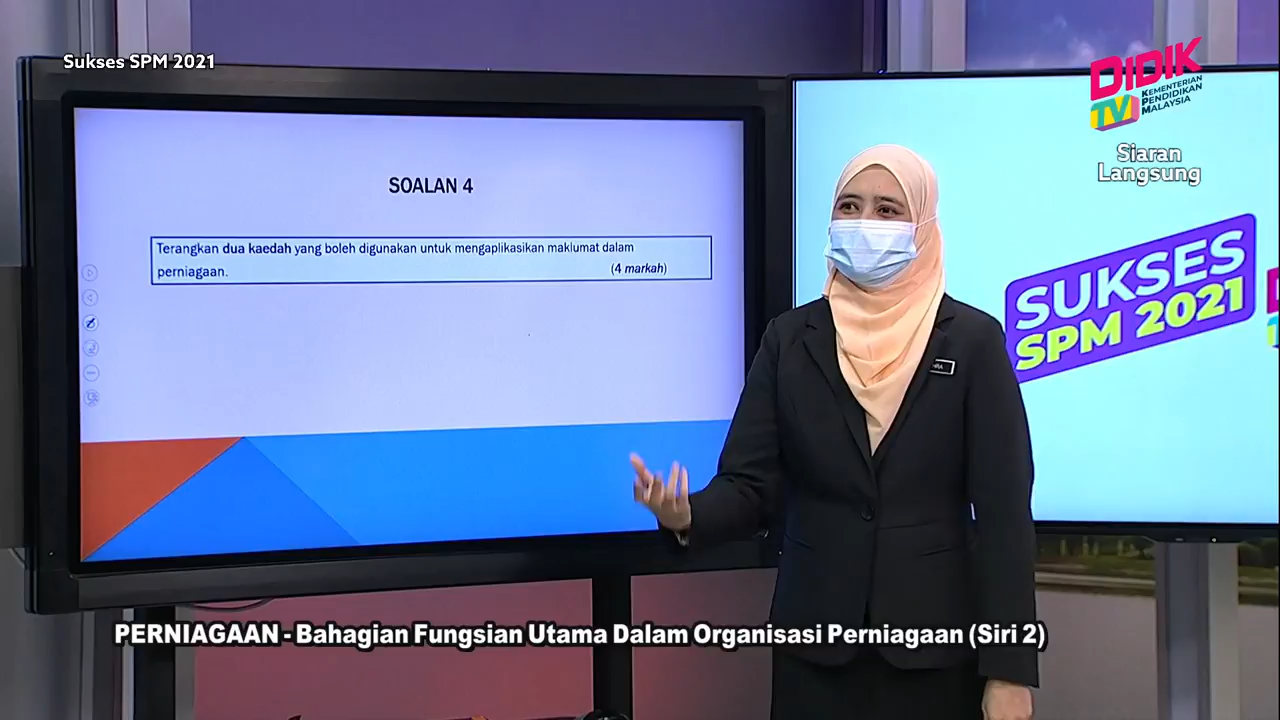 Sukses SPM 2021
DIDIK
TV
KEMENTERIAN
PENDIDIKAN
MALAYSIA
Siaran
Langsung
SOALAN 4
Terangkan dua kaedah yang boleh digunakan untuk mengaplikasikan maklumat dalam
perniagaan. (4 markah)
SUKSES
SPM 2021
PERNIAGAAN - Bahagian Fungsian Utama Dalam Organisasi Perniagaan (Siri 2)